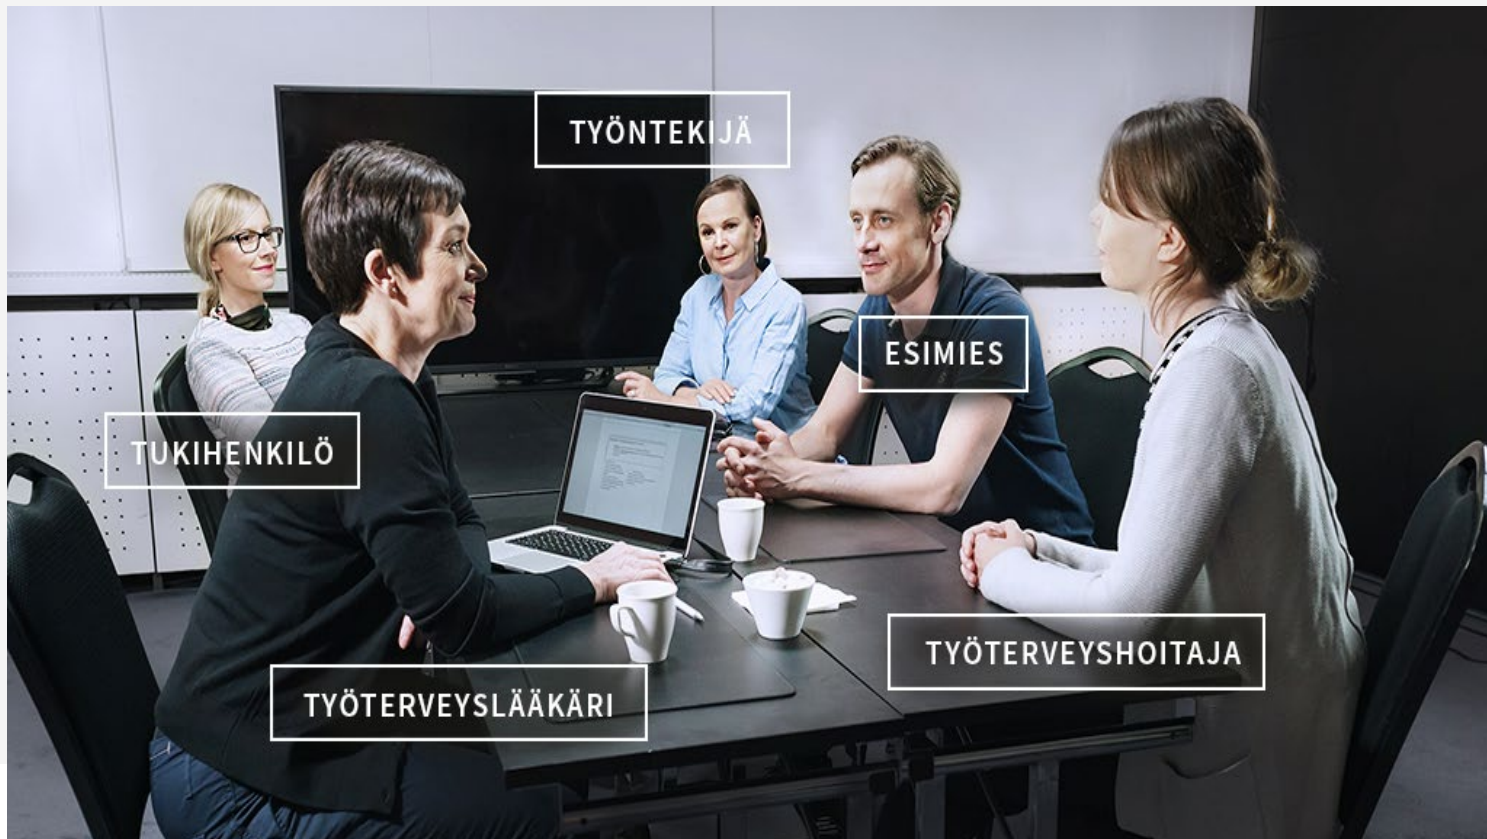 TYÖNTEKIJÄ
ESIMIES
TUKIHENKILÖ
TYÖTERVEYSHOITAJA
TYÖTERVEYSLÄÄKÄRI